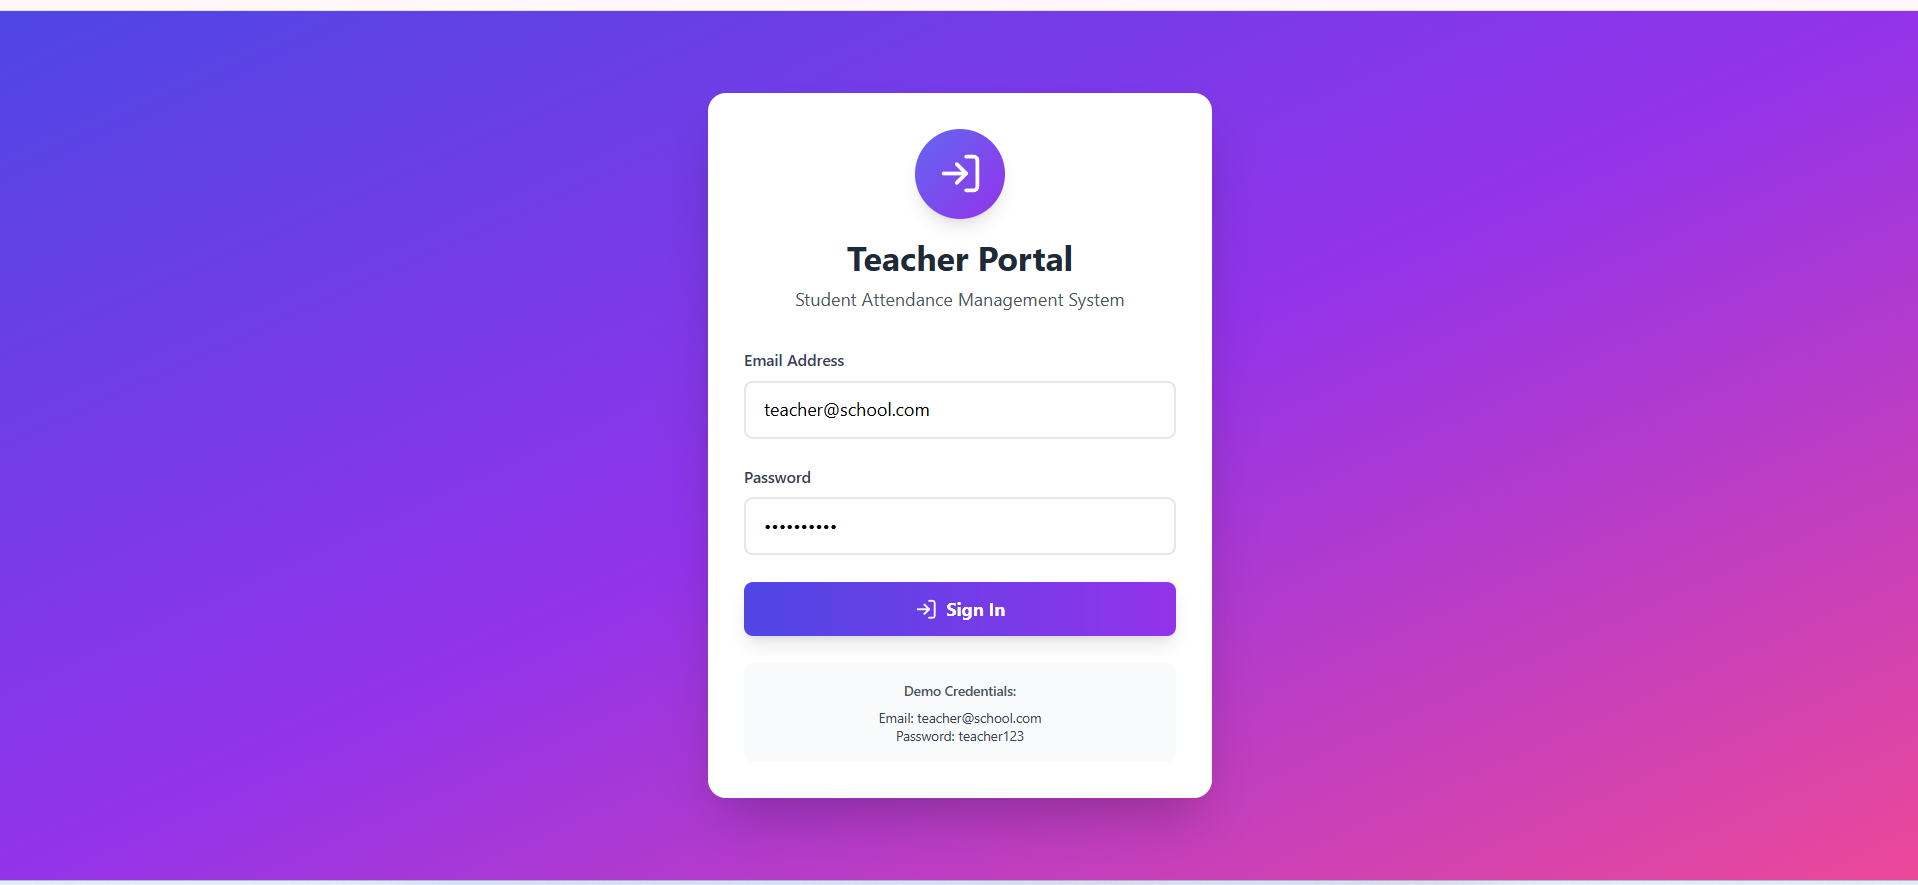 Teacher Portal
Student Attendance Management System
Email Address
teacher@school.com
Password
••••••••••
Sign In
Demo Credentials:
Email: teacher@school.com
Password: teacher123